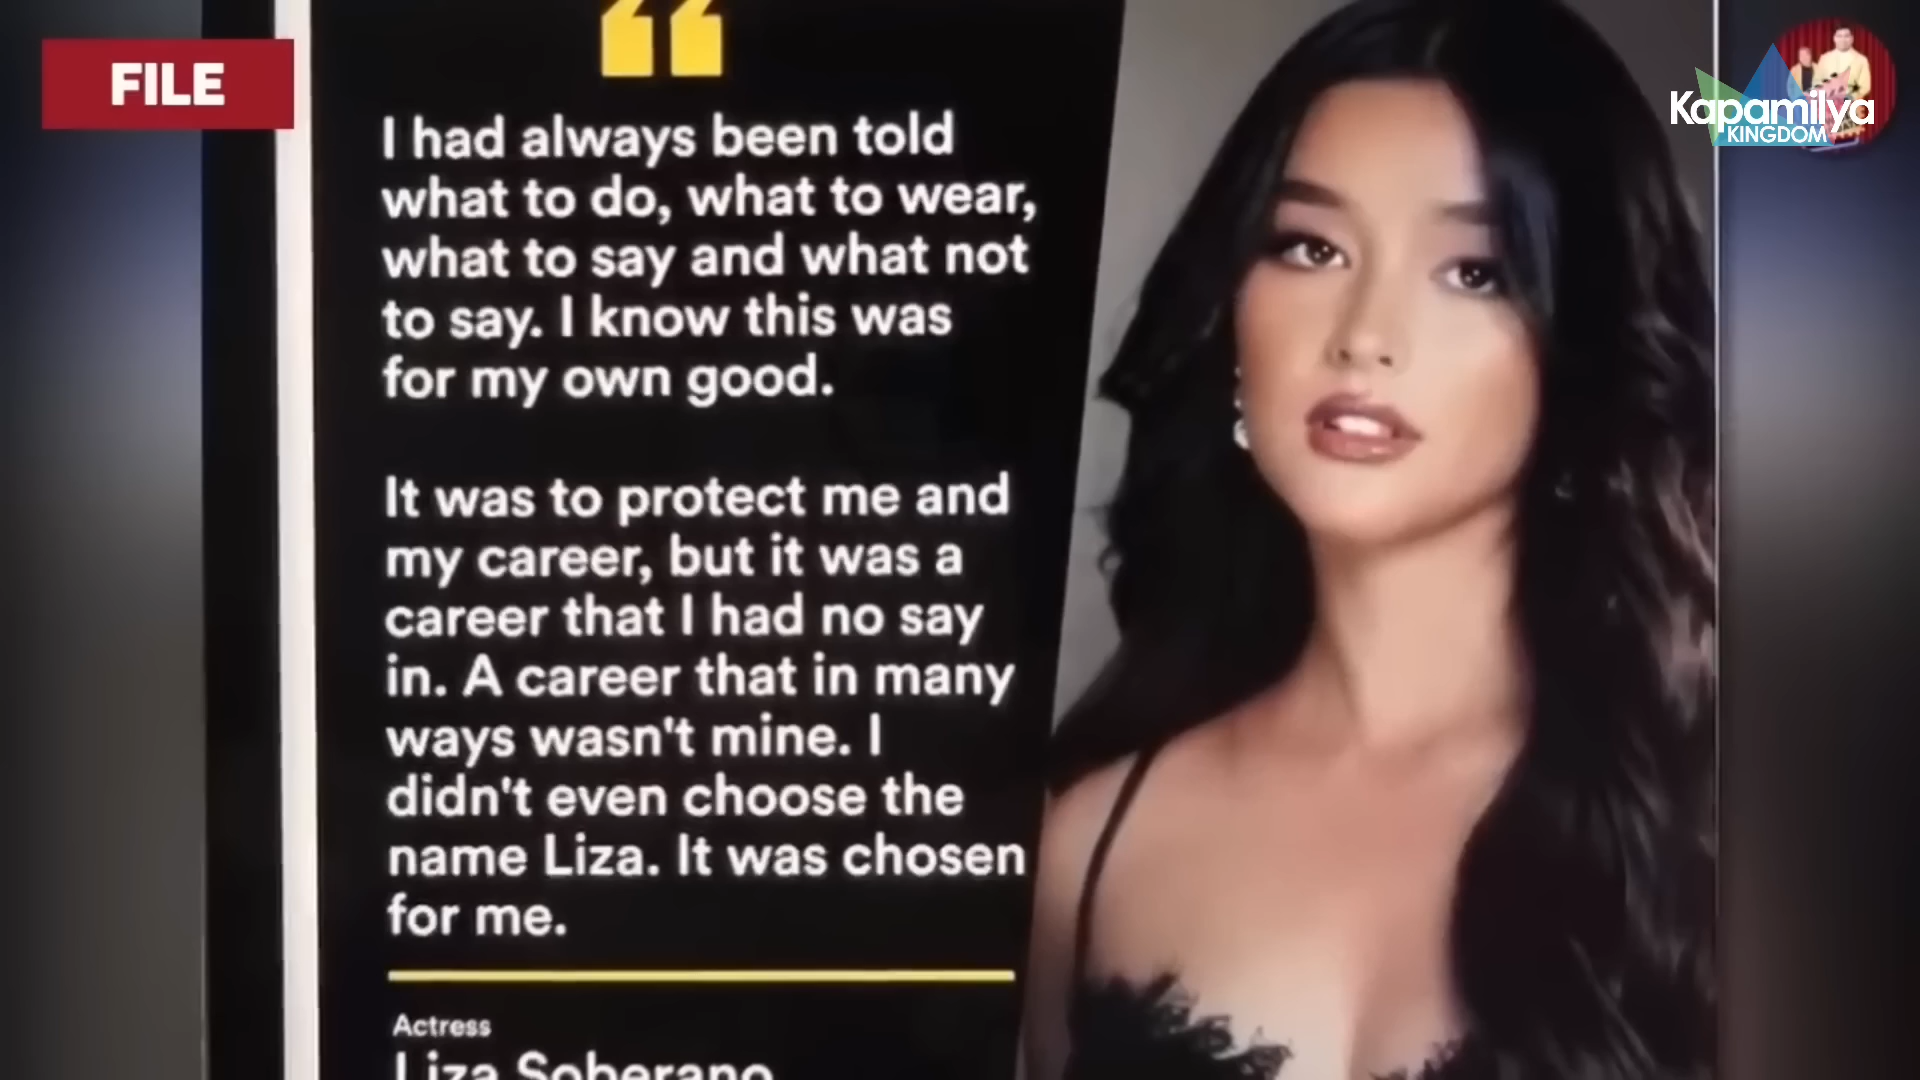 FILE
Kapamilya
KINGDOM
“
I had always been told
what to do, what to wear,
what to say and what not
to say. I know this was
for my own good.
It was to protect me and
my career, but it was a
career that I had no say
in. A career that in many
ways wasn't mine. I
didn't even choose the
name Liza. It was chosen
for me.
Actress
Liza Soberano